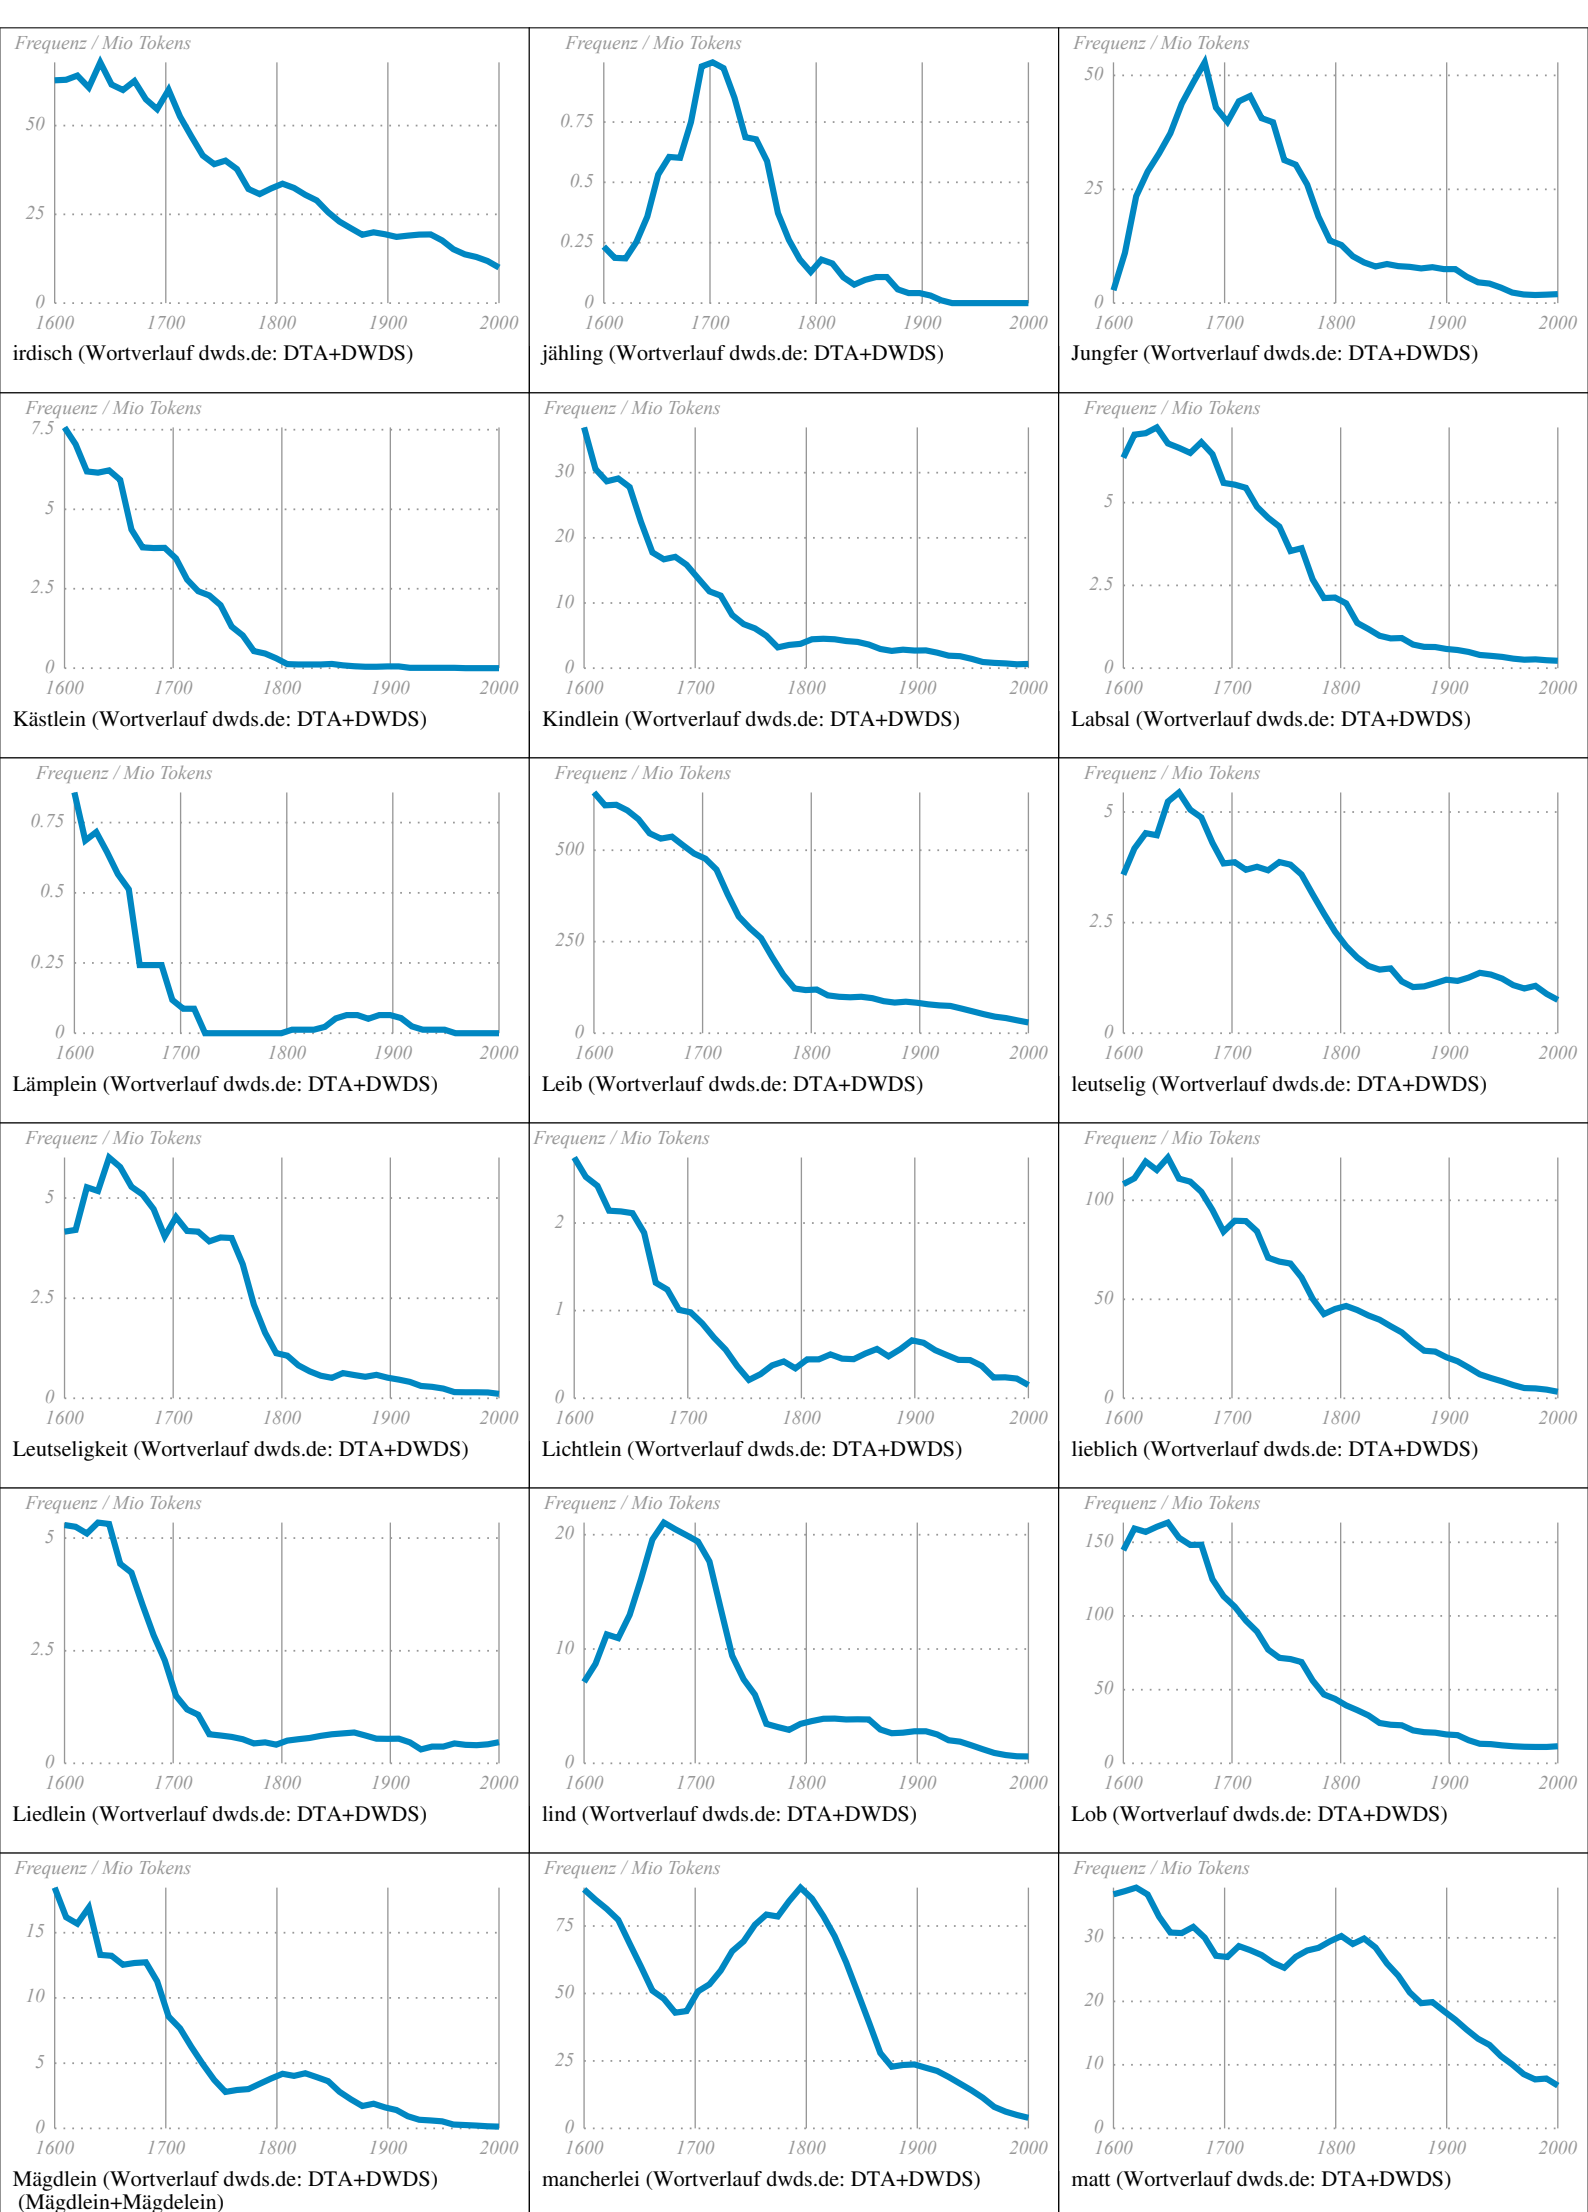 Frequenz / Mio Tokens
50
25
0
1600 1700 1800 1900 2000
irdisch (Wortverlauf dwds.de: DTA+DWDS)
Frequenz / Mio Tokens
0.75
0.5
0.25
0
1600 1700 1800 1900 2000
jähling (Wortverlauf dwds.de: DTA+DWDS)
Frequenz / Mio Tokens
50
25
0
1600 1700 1800 1900 2000
Jungfer (Wortverlauf dwds.de: DTA+DWDS)
Frequenz / Mio Tokens
7.5
5
2.5
0
1600 1700 1800 1900 2000
Kästlein (Wortverlauf dwds.de: DTA+DWDS)
Frequenz / Mio Tokens
30
20
10
0
1600 1700 1800 1900 2000
Kindlein (Wortverlauf dwds.de: DTA+DWDS)
Frequenz / Mio Tokens
5
2.5
0
1600 1700 1800 1900 2000
Labsal (Wortverlauf dwds.de: DTA+DWDS)
Frequenz / Mio Tokens
0.75
0.5
0.25
0
1600 1700 1800 1900 2000
Lämplein (Wortverlauf dwds.de: DTA+DWDS)
Frequenz / Mio Tokens
500
250
0
1600 1700 1800 1900 2000
Leib (Wortverlauf dwds.de: DTA+DWDS)
Frequenz / Mio Tokens
5
2.5
0
1600 1700 1800 1900 2000
leutselig (Wortverlauf dwds.de: DTA+DWDS)
Frequenz / Mio Tokens
5
2.5
0
1600 1700 1800 1900 2000
Leutseligkeit (Wortverlauf dwds.de: DTA+DWDS)
Frequenz / Mio Tokens
2
1
0
1600 1700 1800 1900 2000
Lichtlein (Wortverlauf dwds.de: DTA+DWDS)
Frequenz / Mio Tokens
100
50
0
1600 1700 1800 1900 2000
lieblich (Wortverlauf dwds.de: DTA+DWDS)
Frequenz / Mio Tokens
5
2.5
0
1600 1700 1800 1900 2000
Liedlein (Wortverlauf dwds.de: DTA+DWDS)
Frequenz / Mio Tokens
20
10
0
1600 1700 1800 1900 2000
lind (Wortverlauf dwds.de: DTA+DWDS)
Frequenz / Mio Tokens
150
100
50
0
1600 1700 1800 1900 2000
Lob (Wortverlauf dwds.de: DTA+DWDS)
Frequenz / Mio Tokens
15
10
5
0
1600 1700 1800 1900 2000
Mägdlein (Wortverlauf dwds.de: DTA+DWDS)
(Mägdlein+Mägdelein)
Frequenz / Mio Tokens
75
50
25
0
1600 1700 1800 1900 2000
mancherlei (Wortverlauf dwds.de: DTA+DWDS)
Frequenz / Mio Tokens
30
20
10
0
1600 1700 1800 1900 2000
matt (Wortverlauf dwds.de: DTA+DWDS)